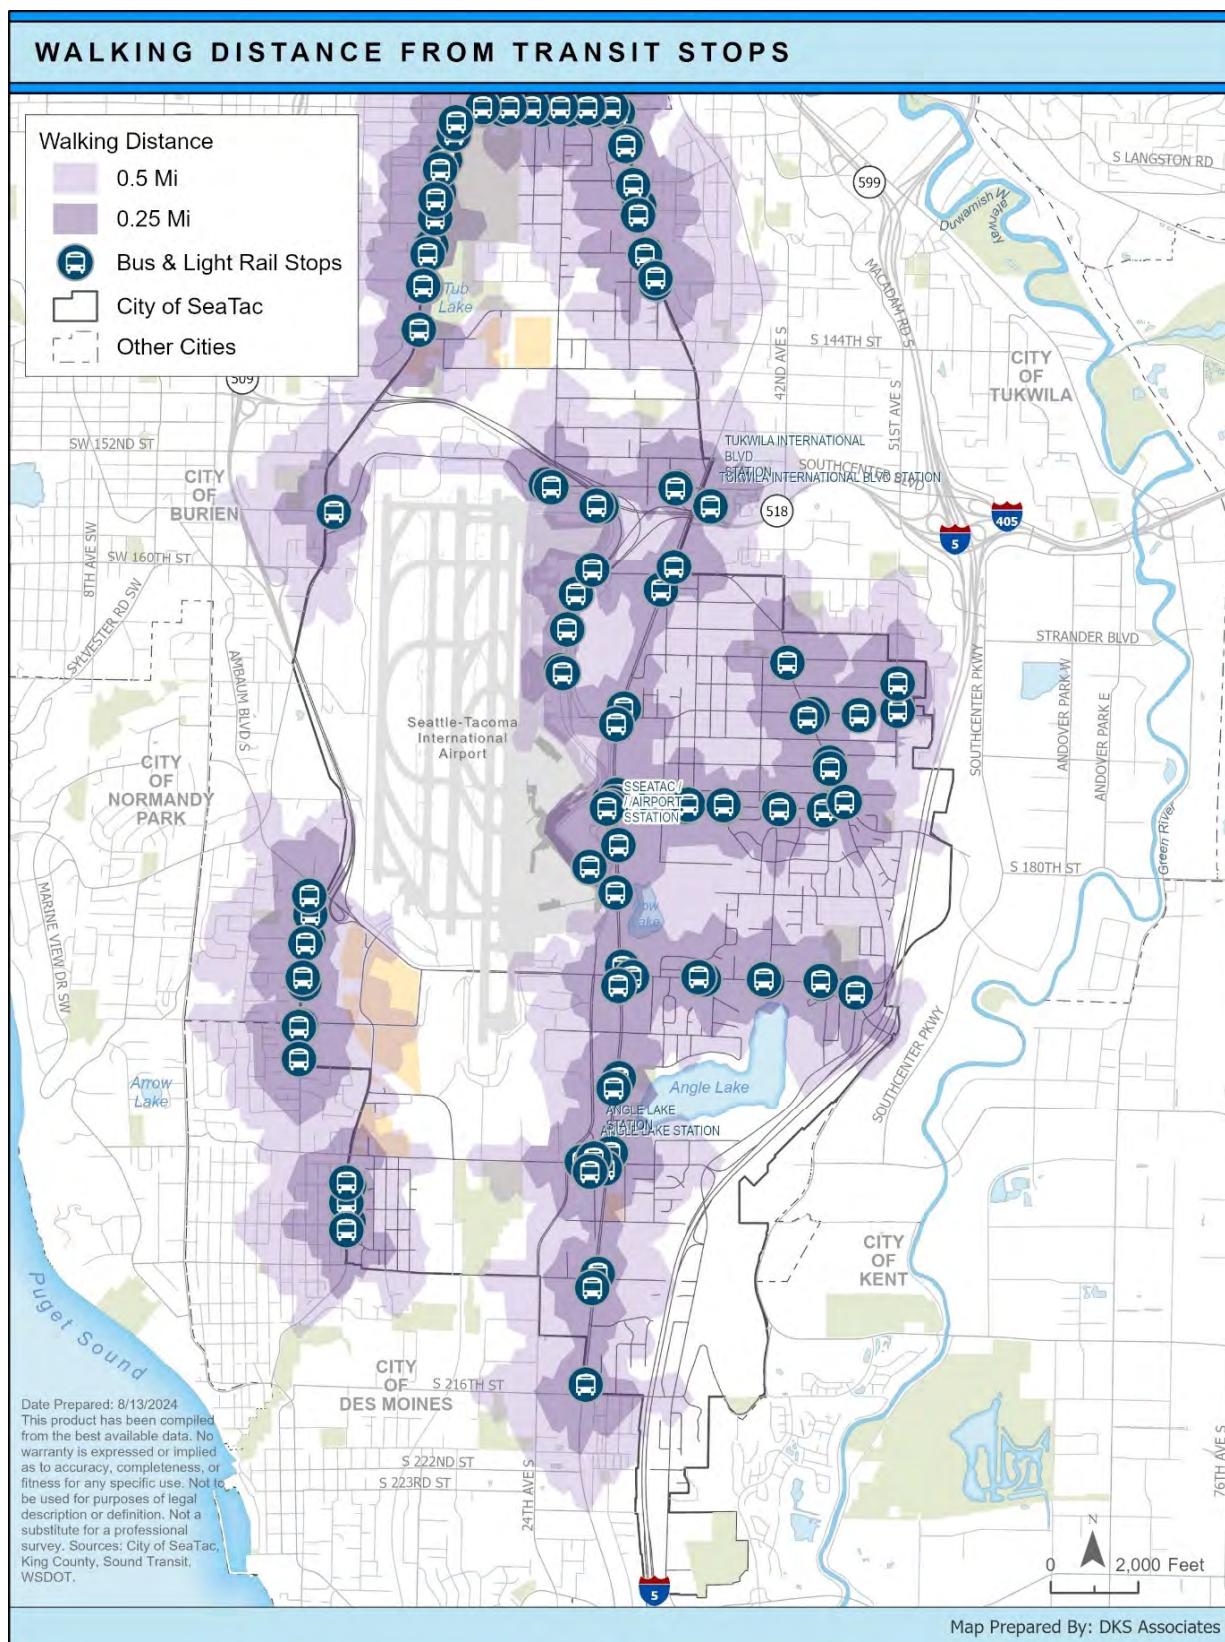 WALKING DISTANCE FROM TRANSIT STOPS
Walking Distance
0.5 Mi
0.25 Mi
Bus & Light Rail Stops
City of SeaTac
Other Cities
S LANGSTON RD
599
Duwamish W
aterway
MACADAM RD S
Tub
Lake
42ND AVE S
S 144TH ST
51ST AVE S
CITY
OF
TUKWILA
509
SW 152ND ST
TUKWILA INTERNATIONAL
BLVD
STATION
SOUTHCENTER BLVD
TUKWILA INTERNATIONAL BLVD STATION
CITY
OF
BURIEN
518
405
5
8TH AVE SW
SW 160TH ST
SYLVESTER RD SW
AMBAUM BLVD S
STRANDER BLVD
SOUTHCENTER PKWY
ANDOVER PARK W
ANDOVER PARK E
Seattle-Tacoma
International
Airport
CITY
OF
NORMANDY
PARK
SSEATAC /
/ AIRPORT
SSTATION
Green River
S 180TH ST
MARINE VIEW DR SW
Lake
SOUTHCENTER PKWY
Arrow
Lake
Angle Lake
ANGLE LAKE
STATION
ANGLE LAKE STATION
CITY
OF
KENT
Puget Sound
CITY
OF
DES MOINES
S 216TH ST
S 222ND ST
S 223RD ST
24TH AVE S
76TH AVE S
Date Prepared: 8/13/2024
This product has been compiled
from the best available data. No
warranty is expressed or implied
as to accuracy, completeness, or
fitness for any specific use. Not to
be used for purposes of legal
description or definition. Not a
substitute for a professional
survey. Sources: City of SeaTac,
King County, Sound Transit,
WSDOT.
5
N
0 2,000 Feet
Map Prepared By: DKS Associates